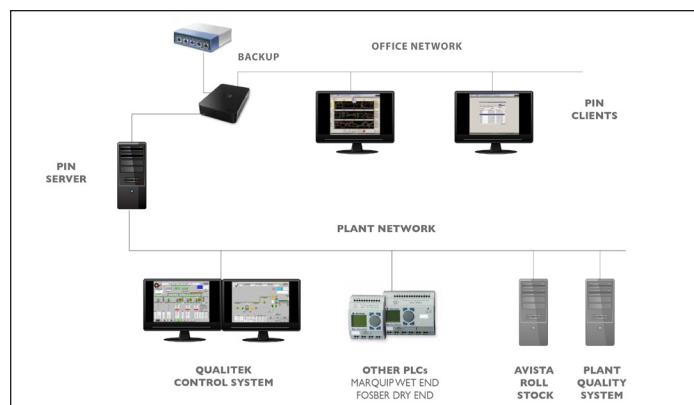 BACKUP
OFFICE NETWORK
PIN
CLIENTS
PIN
SERVER
PLANT NETWORK
QUALITEK
CONTROL SYSTEM
OTHER PLCs
MARQUIP WET END
FOSBER DRY END
AVISTA
ROLL
STOCK
PLANT
QUALITY
SYSTEM